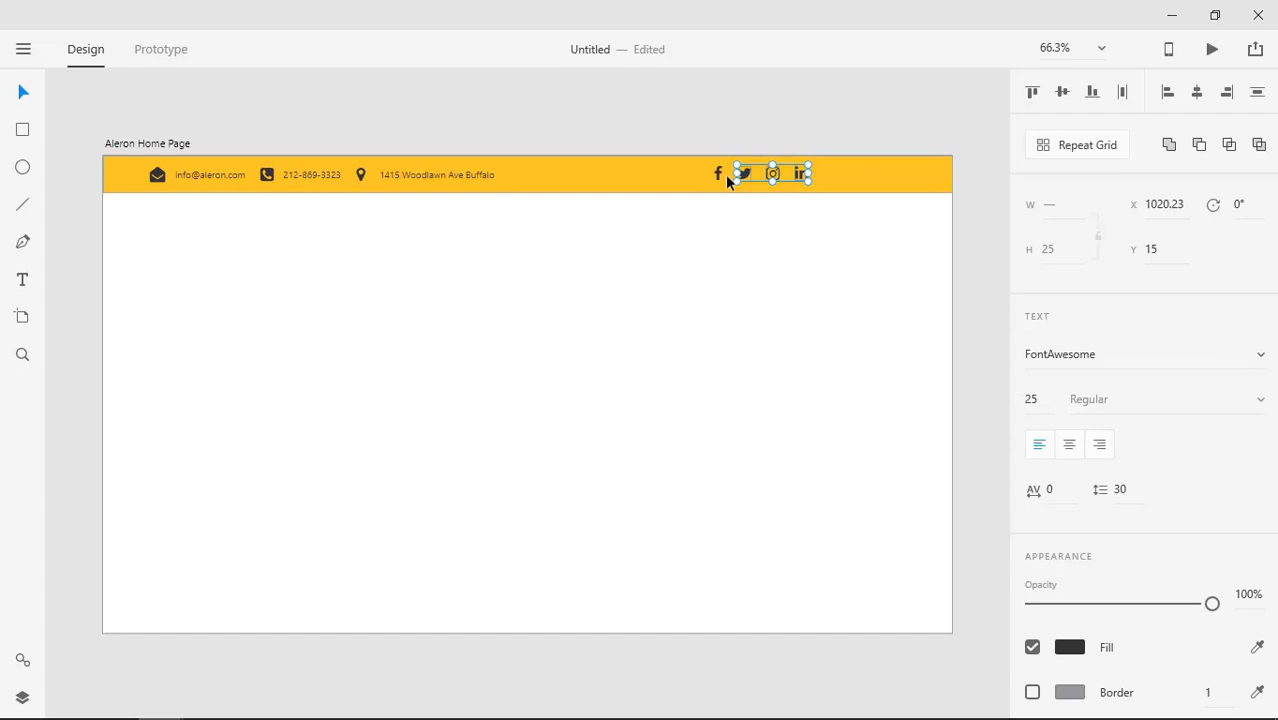 Design
Prototype
Untitled — Edited
66.3%
Aleron Home Page
info@aleron.com
212-869-3323
1415 Woodlawn Ave Buffalo
Repeat Grid
W —
X 1020.23
0°
H 25
Y 15
TEXT
FontAwesome
25
Regular
AV 0
30
APPEARANCE
Opacity
100%
Fill
Border
1